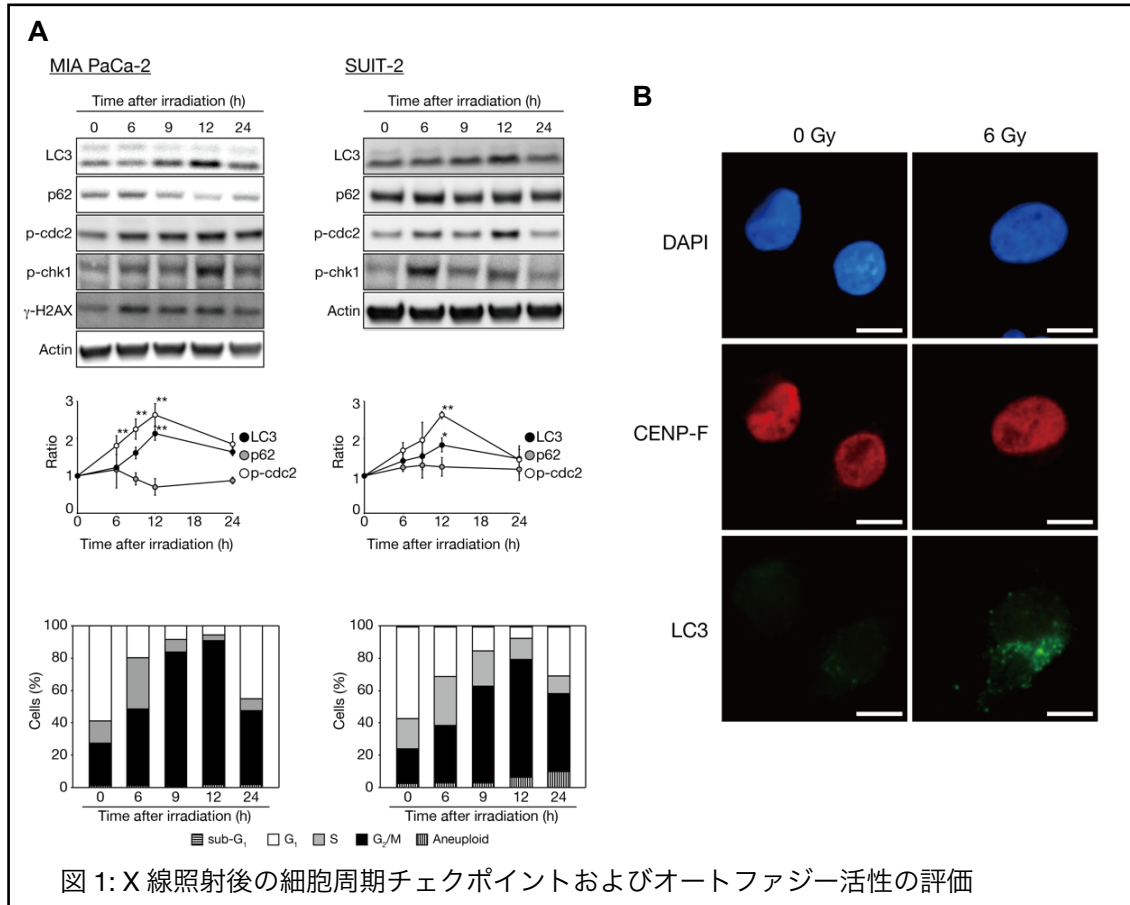 A
MIA PaCa-2
Time after irradiation (h)
0 6 9 12 24
LC3
p62
p-cdc2
p-chk1
γ-H2AX
Actin
3
2
1
0
Ratio
** ** ** **
LC3
p62
p-cdc2
0 6 12 18 24
Time after irradiation (h)
100
80
60
40
20
0
Cells (%)
0 6 9 12 24
Time after irradiation (h)
SUIT-2
Time after irradiation (h)
0 6 9 12 24
LC3
p62
p-cdc2
p-chk1
Actin
3
2
1
0
Ratio
**
*
LC3
p62
p-cdc2
0 6 12 18 24
Time after irradiation (h)
100
80
60
40
20
0
Cells (%)
0 6 9 12 24
Time after irradiation (h)
sub-G₁ G₁ S G₂/M Aneuploid
B
0 Gy 6 Gy
DAPI
CENP-F
LC3
図 1: X 線照射後の細胞周期チェクポイントおよびオートファジー活性の評価